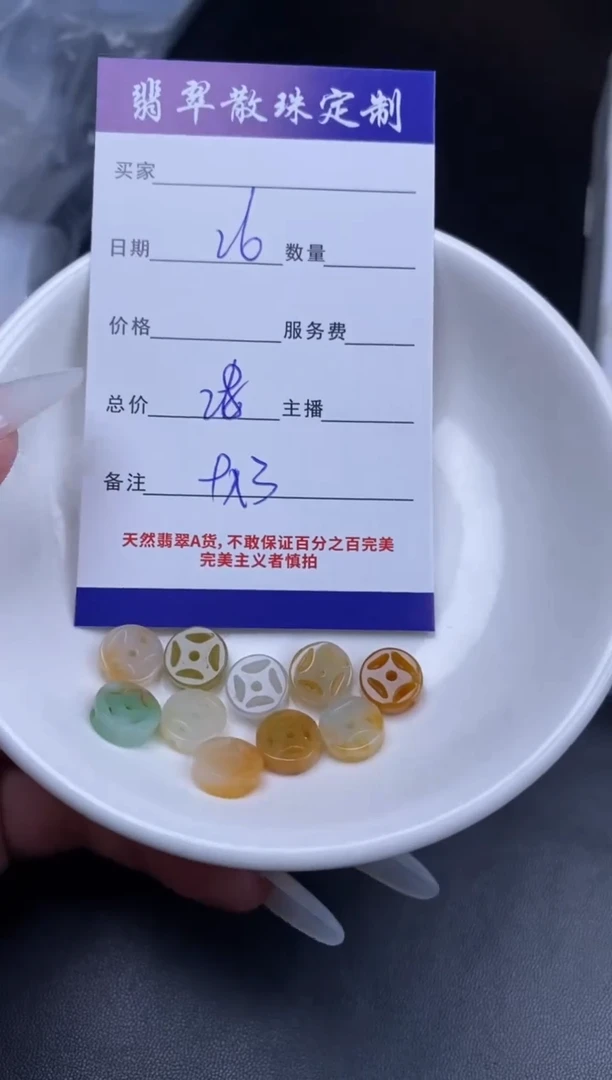 翡翠散珠定制
买家
日期 26 数量
价格 服务费
总价 主播
备注
天然翡翠A货,不敢保证百分之百完美
完美主义者慎拍